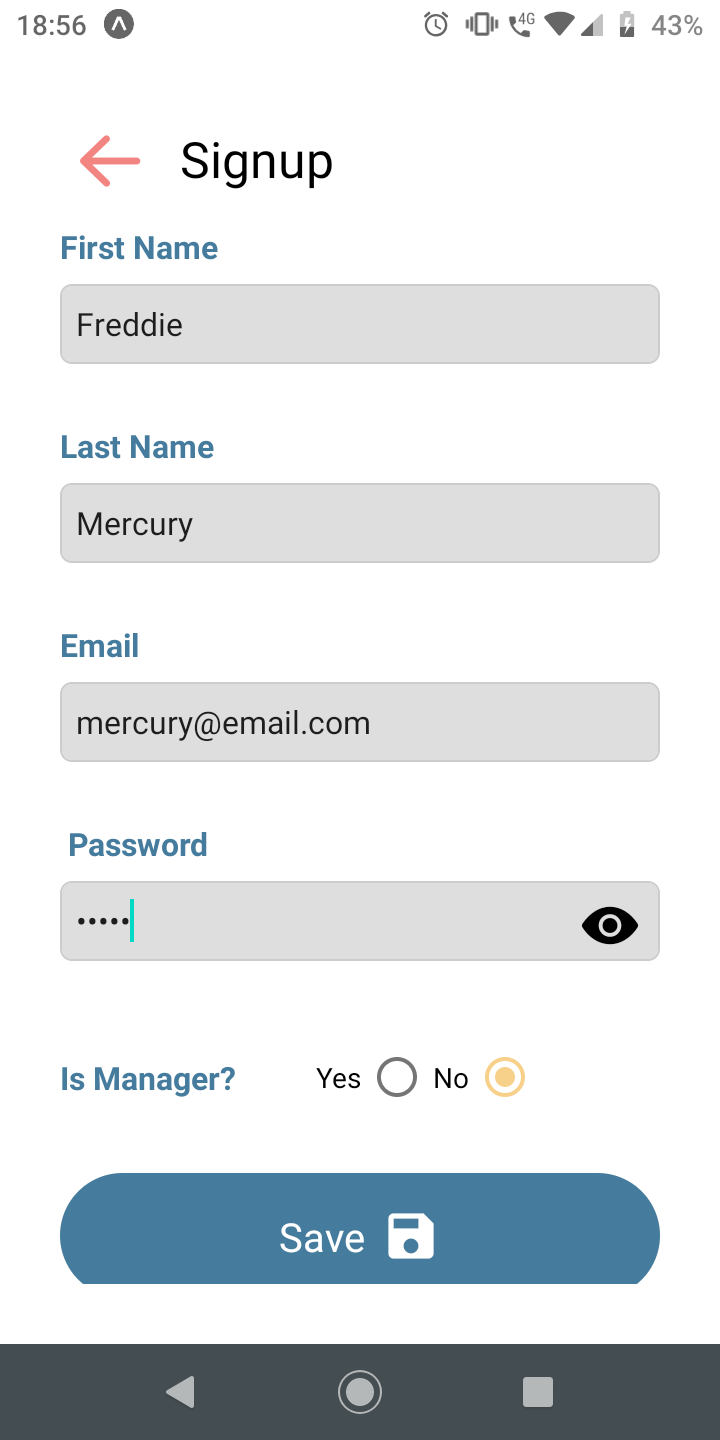 18:56 4G 43%
Signup
First Name
Freddie
Last Name
Mercury
Email
mercury@email.com
Password
•••••
Is Manager? Yes No
Save